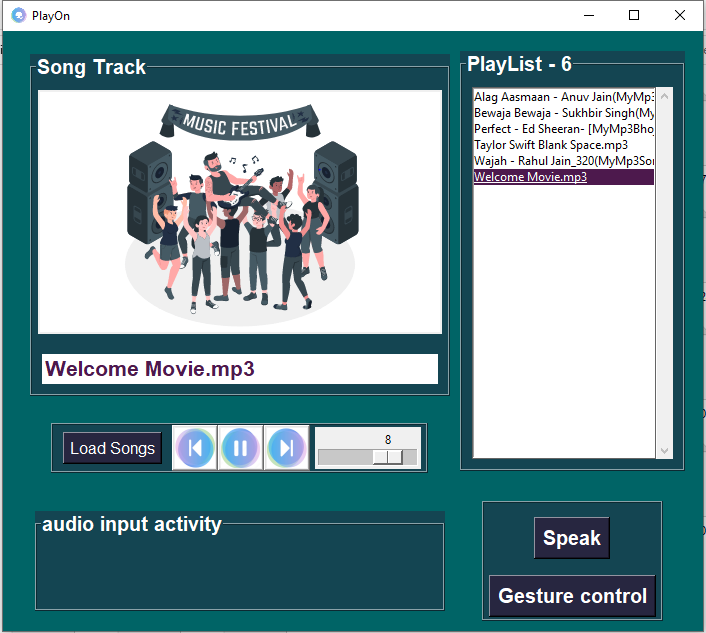 PlayOn
Song Track
MUSIC FESTIVAL
Welcome Movie.mp3
PlayList - 6
Alag Aasmaan - Anuv Jain(MyMp3
Bewaja Bewaja - Sukhbir Singh(My
Perfect - Ed Sheeran- [MyMp3Bho
Taylor Swift Blank Space.mp3
Wajah - Rahul Jain_320(MyMp3Son
Welcome Movie.mp3
Load Songs
8
audio input activity
Speak
Gesture control